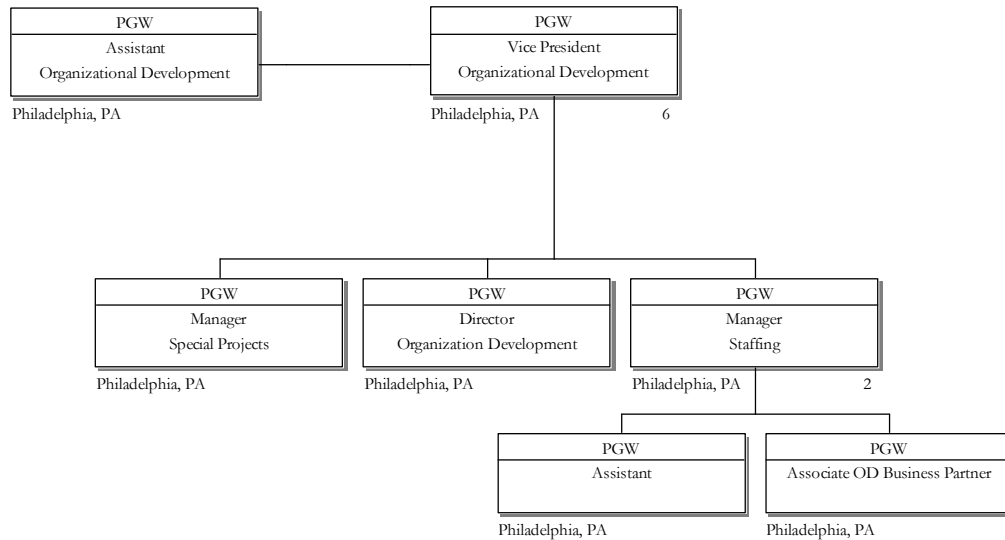 PGW
Assistant
Organizational Development
Philadelphia, PA
PGW
Vice President
Organizational Development
Philadelphia, PA 6
PGW
Manager
Special Projects
Philadelphia, PA
PGW
Director
Organization Development
Philadelphia, PA
PGW
Manager
Staffing
Philadelphia, PA 2
PGW
Assistant
Philadelphia, PA
PGW
Associate OD Business Partner
Philadelphia, PA